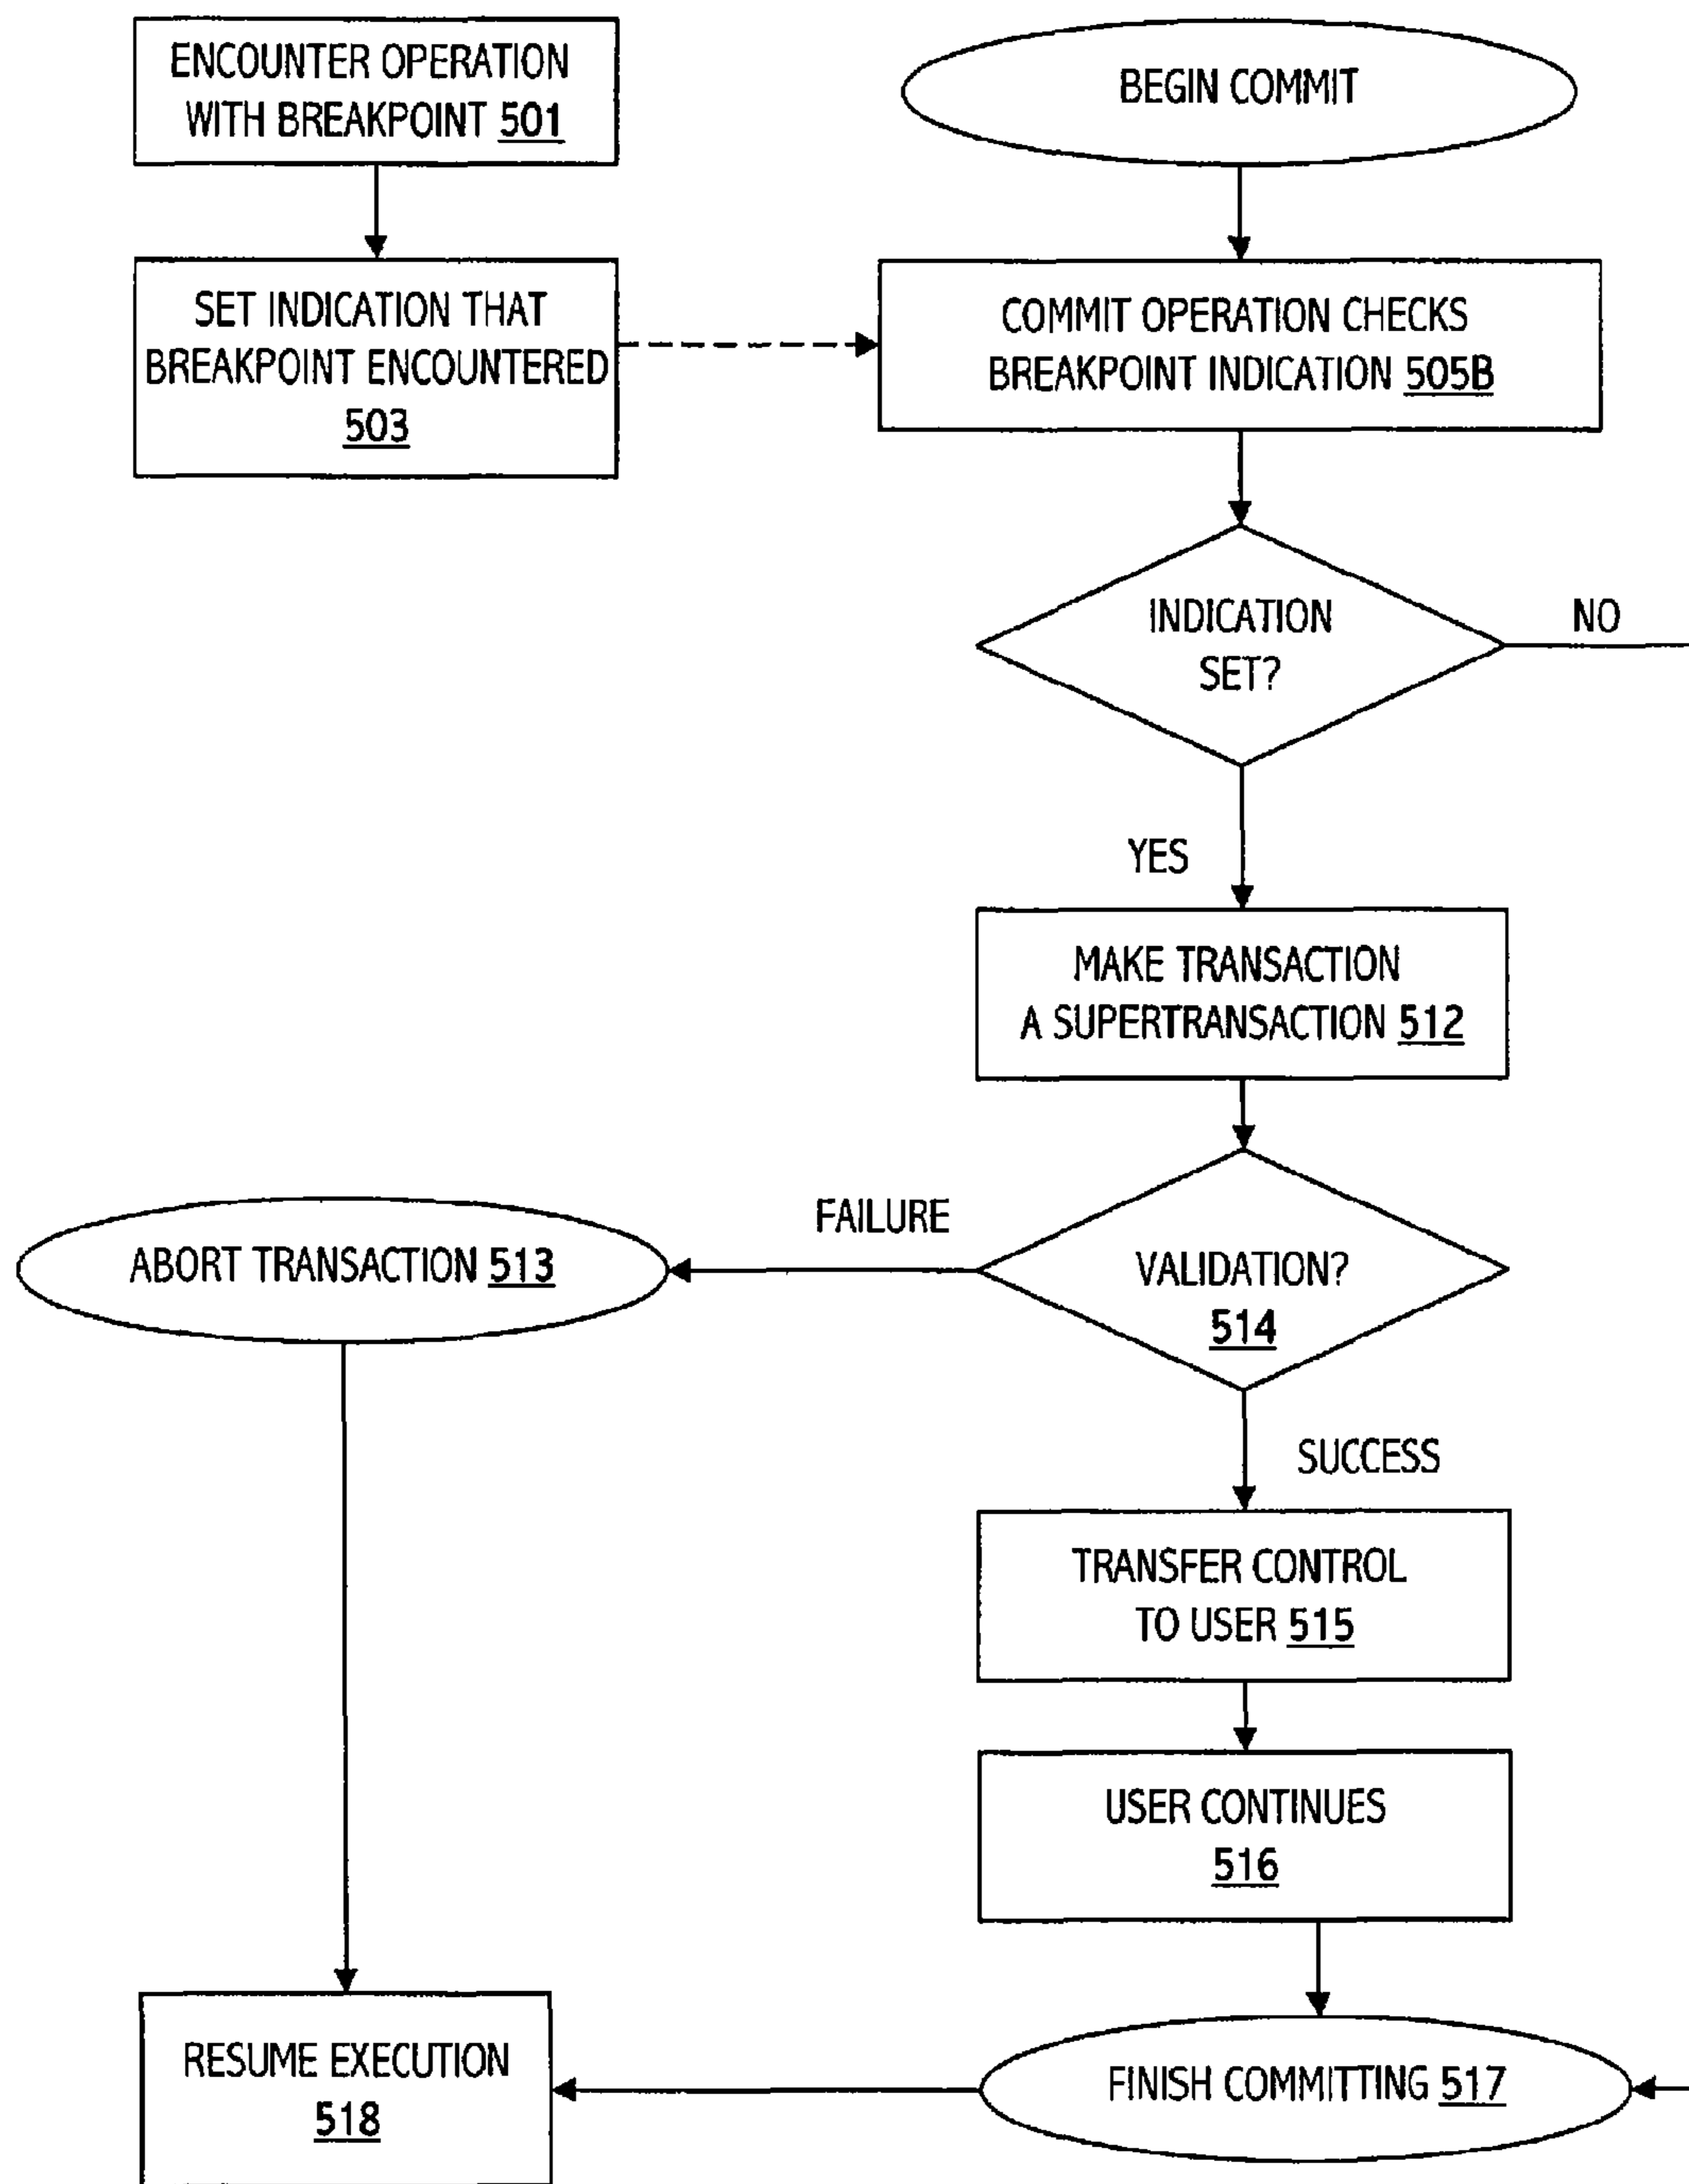 ENCOUNTER OPERATION
WITH BREAKPOINT 501
BEGIN COMMIT
SET INDICATION THAT
BREAKPOINT ENCOUNTERED
503
COMMIT OPERATION CHECKS
BREAKPOINT INDICATION 505B
INDICATION
SET?
NO
YES
MAKE TRANSACTION
A SUPERTRANSACTION 512
FAILURE
ABORT TRANSACTION 513
VALIDATION?
514
SUCCESS
TRANSFER CONTROL
TO USER 515
USER CONTINUES
516
RESUME EXECUTION
518
FINISH COMMITTING 517